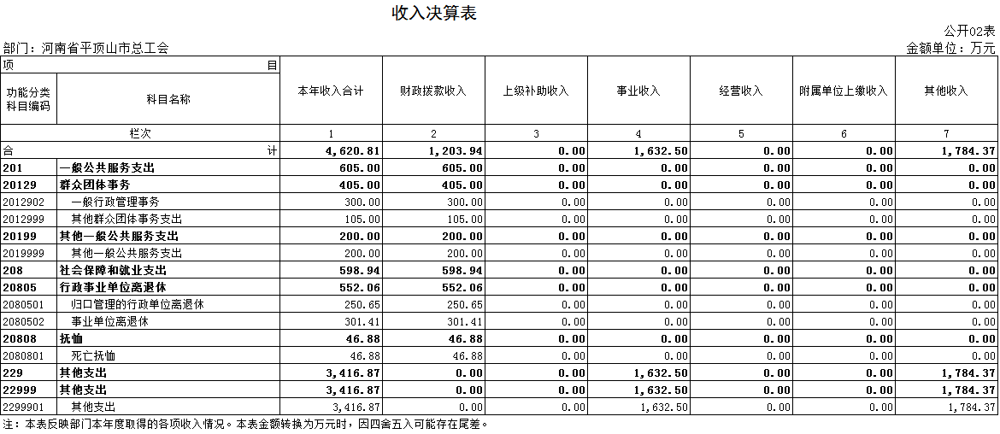 收入决算表
公开02表
部门：河南省平顶山市总工会 金额单位：万元
项 目 本年收入合计 财政拨款收入 上级补助收入 事业收入 经营收入 附属单位上缴收入 其他收入
功能分类科目编码 科目名称
栏次 1 2 3 4 5 6 7
合 计 4,620.81 1,203.94 0.00 1,632.50 0.00 0.00 1,784.37
201 一般公共服务支出 605.00 605.00 0.00 0.00 0.00 0.00 0.00
20129 群众团体事务 405.00 405.00 0.00 0.00 0.00 0.00 0.00
2012902 一般行政管理事务 300.00 300.00 0.00 0.00 0.00 0.00 0.00
2012999 其他群众团体事务支出 105.00 105.00 0.00 0.00 0.00 0.00 0.00
20199 其他一般公共服务支出 200.00 200.00 0.00 0.00 0.00 0.00 0.00
2019999 其他一般公共服务支出 200.00 200.00 0.00 0.00 0.00 0.00 0.00
208 社会保障和就业支出 598.94 598.94 0.00 0.00 0.00 0.00 0.00
20805 行政事业单位离退休 552.06 552.06 0.00 0.00 0.00 0.00 0.00
2080501 归口管理的行政单位离退休 250.65 250.65 0.00 0.00 0.00 0.00 0.00
2080502 事业单位离退休 301.41 301.41 0.00 0.00 0.00 0.00 0.00
20808 抚恤 46.88 46.88 0.00 0.00 0.00 0.00 0.00
2080801 死亡抚恤 46.88 46.88 0.00 0.00 0.00 0.00 0.00
229 其他支出 3,416.87 0.00 0.00 1,632.50 0.00 0.00 1,784.37
22999 其他支出 3,416.87 0.00 0.00 1,632.50 0.00 0.00 1,784.37
2299901 其他支出 3,416.87 0.00 0.00 1,632.50 0.00 0.00 1,784.37
注：本表反映部门本年度取得的各项收入情况。本表金额转换为万元时，因四舍五入可能存在尾差。